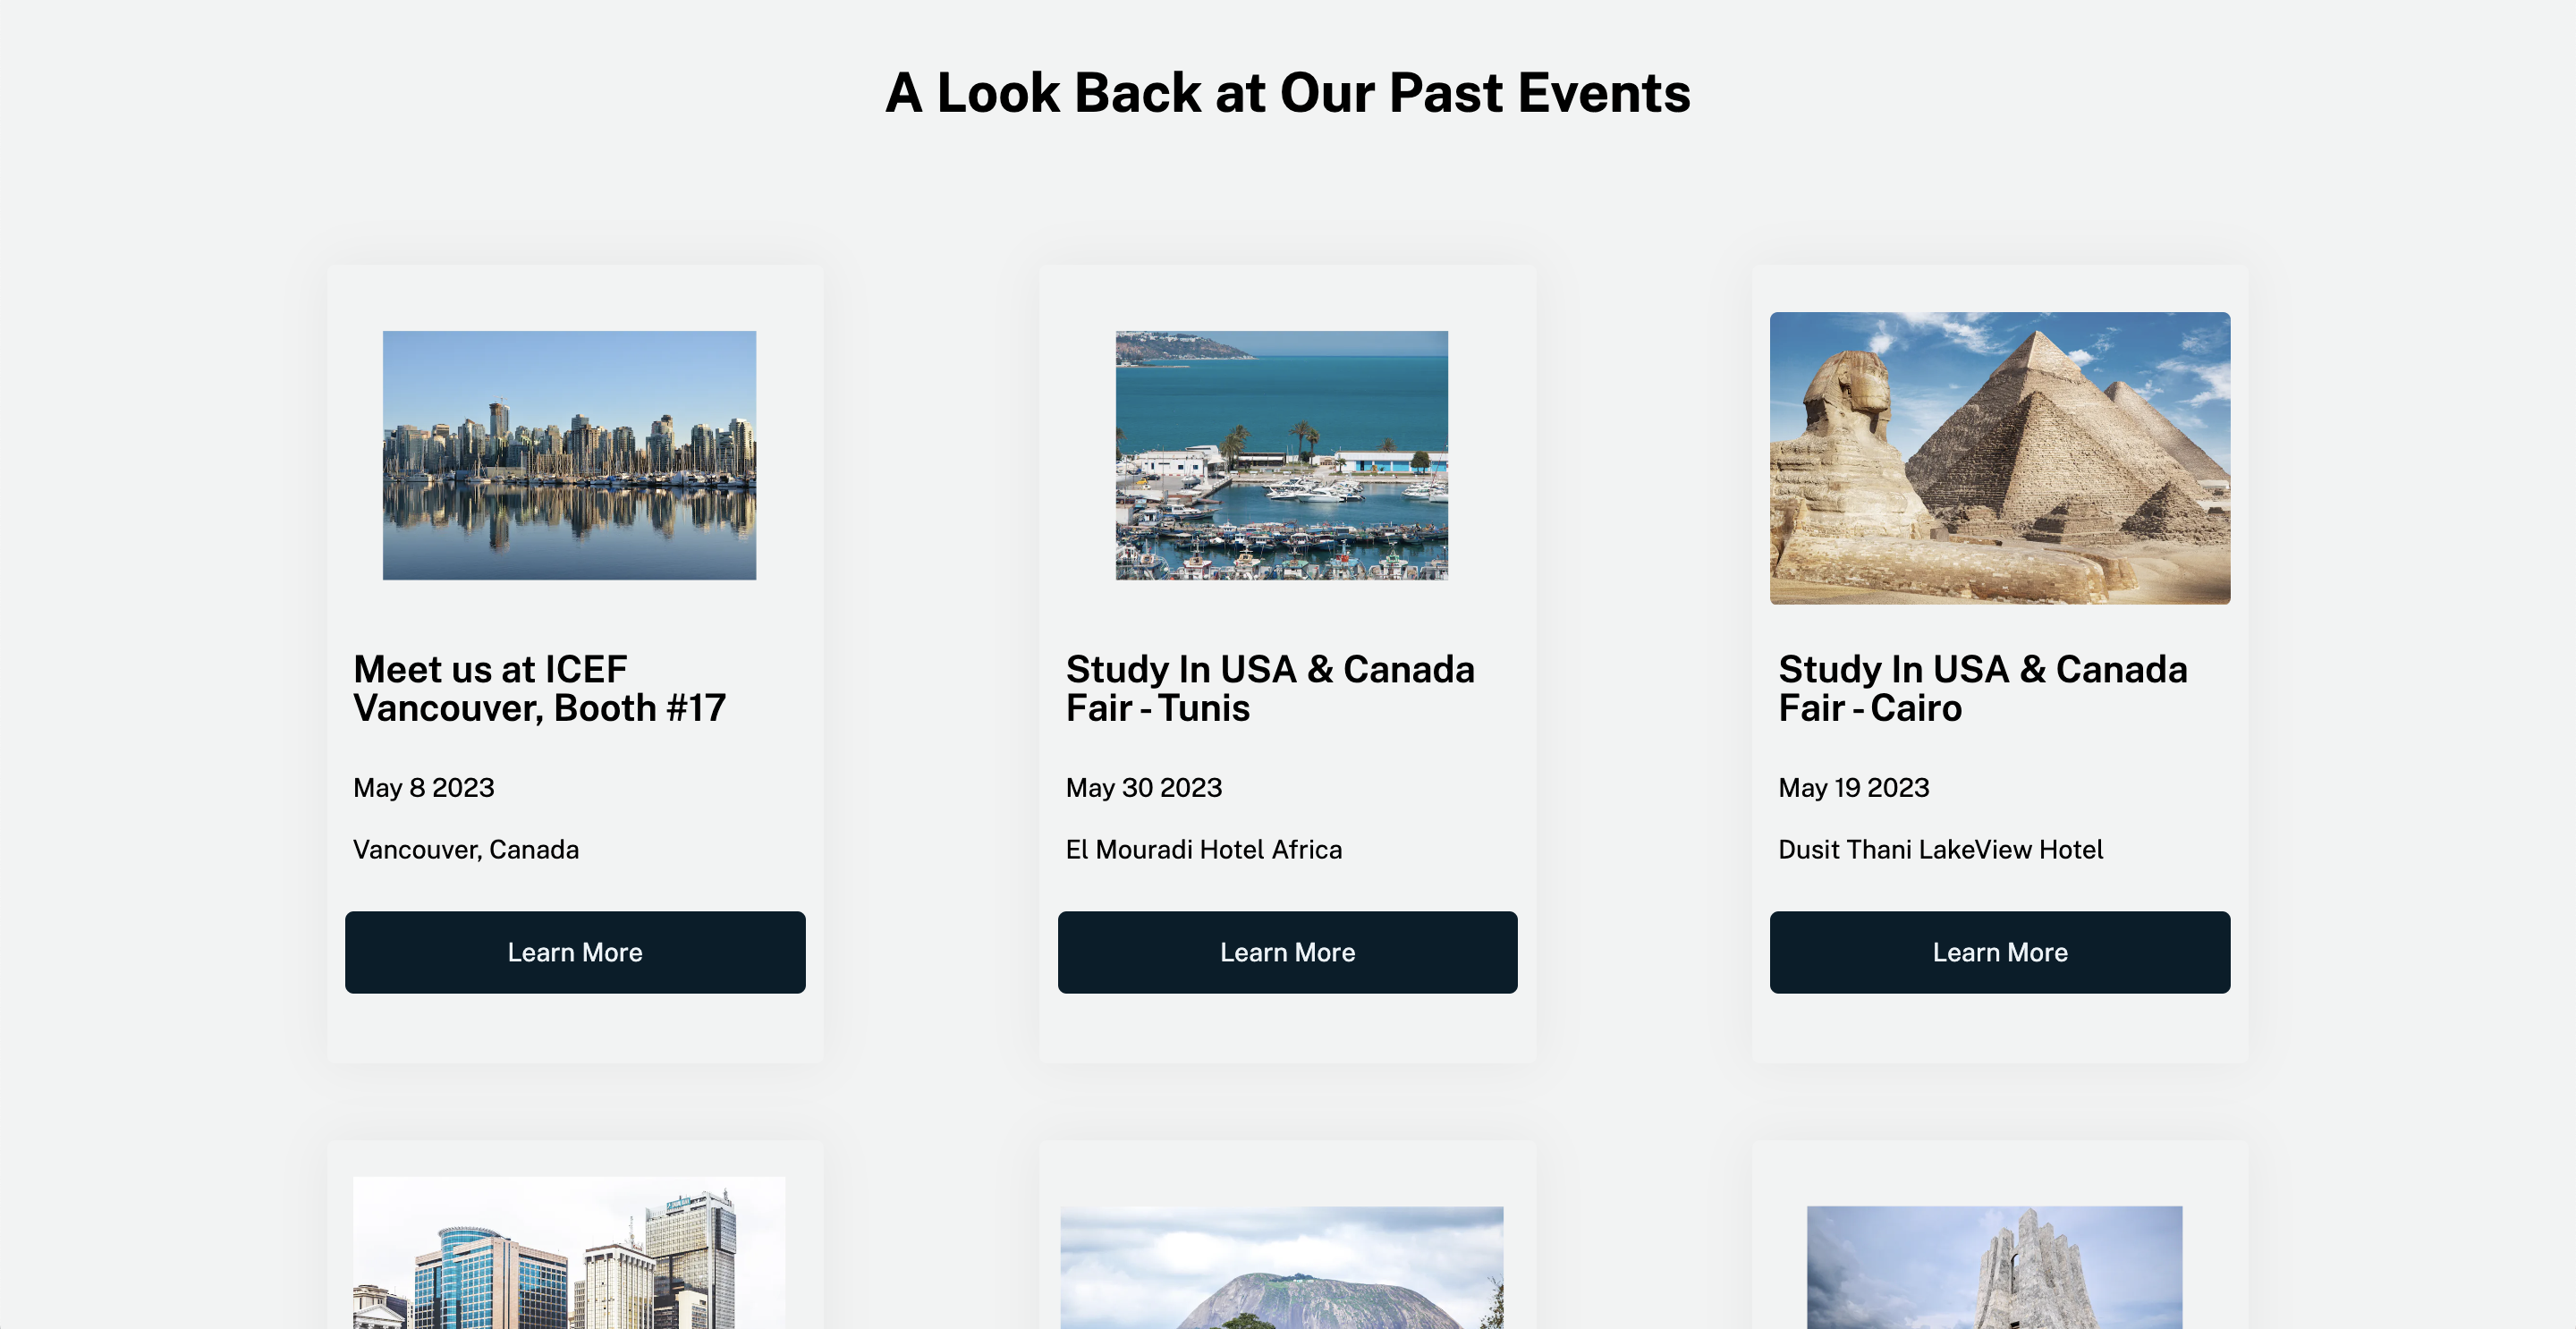 A Look Back at Our Past Events
Meet us at ICEF
Vancouver, Booth #17
May 8 2023
Vancouver, Canada
Learn More
Study In USA & Canada
Fair - Tunis
May 30 2023
El Mouradi Hotel Africa
Learn More
Study In USA & Canada
Fair - Cairo
May 19 2023
Dusit Thani LakeView Hotel
Learn More